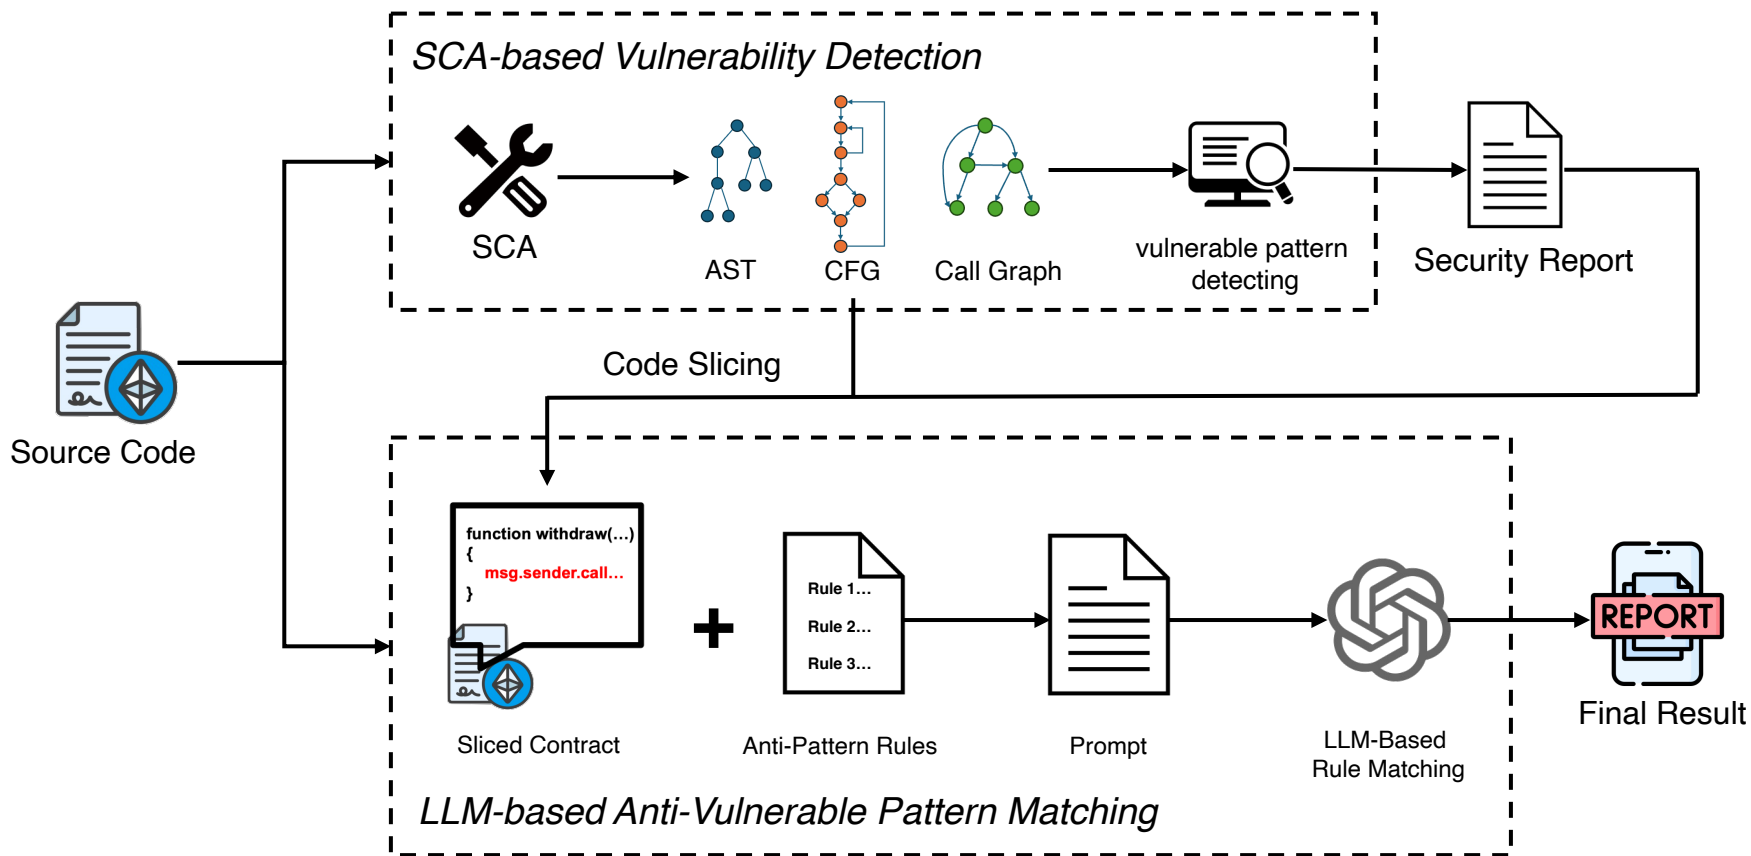 SCA-based Vulnerability Detection
SCA
AST
CFG
Call Graph
vulnerable pattern
detecting
Security Report
Source Code
Code Slicing
function withdraw(...)
{
msg.sender.call...
}
Rule 1...
Rule 2...
Rule 3...
REPORT
Sliced Contract
Anti-Pattern Rules
Prompt
LLM-Based
Rule Matching
Final Result
LLM-based Anti-Vulnerable Pattern Matching